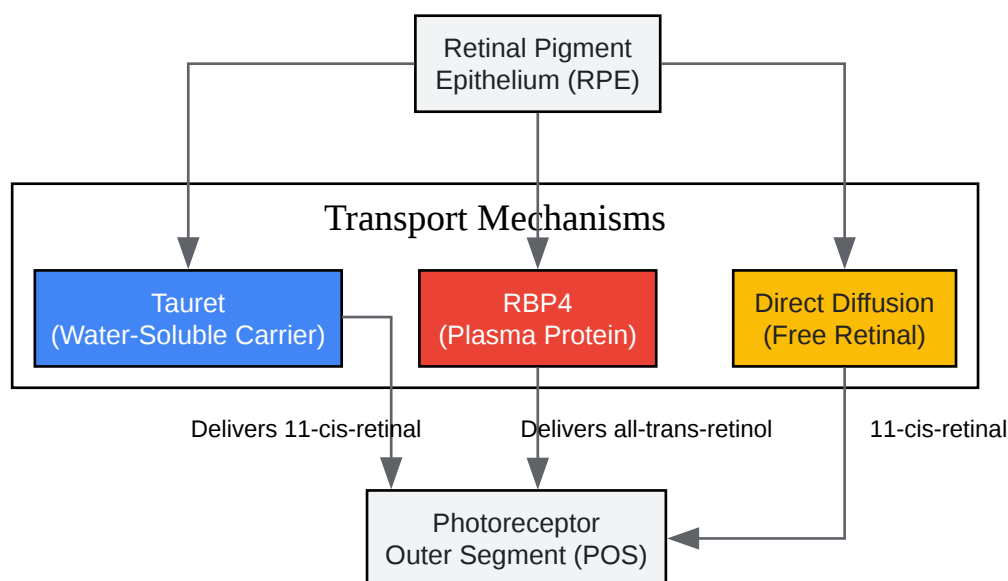 Retinal Pigment
Epithelium (RPE)
Transport Mechanisms
Tauret
(Water-Soluble Carrier)
RBP4
(Plasma Protein)
Direct Diffusion
(Free Retinal)
Delivers 11-cis-retinal
Delivers all-trans-retinol
11-cis-retinal
Photoreceptor
Outer Segment (POS)